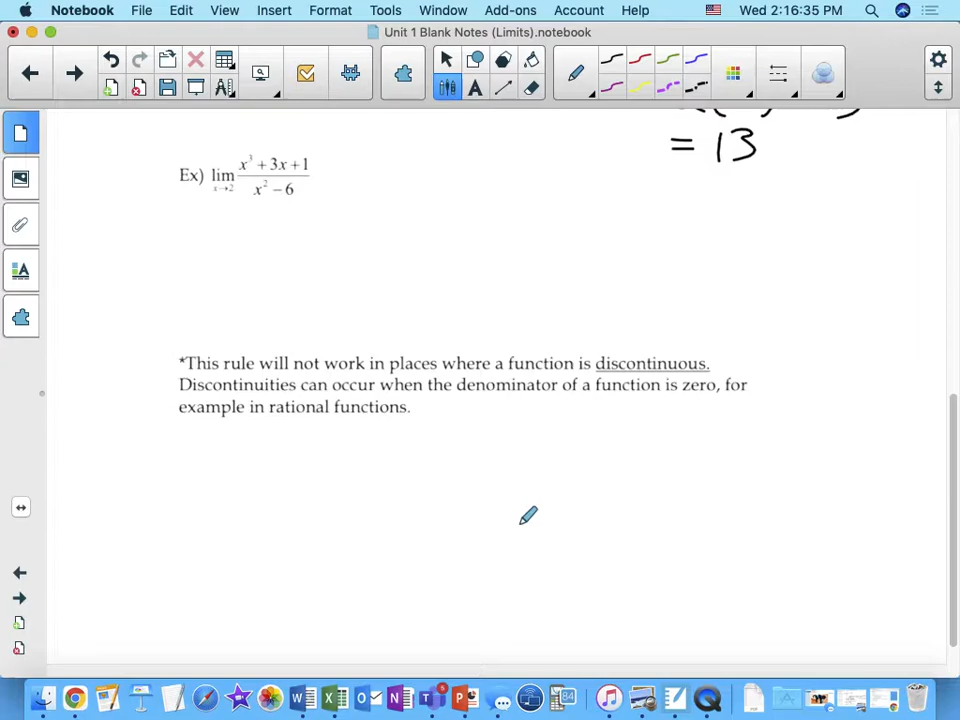 Notebook File Edit View Insert Format Tools Window Add-ons Account Help Wed 2:16:35 PM
Unit 1 Blank Notes (Limits).notebook
= 13
Ex) lim x→2 x³ + 3x + 1
x² − 6
*This rule will not work in places where a function is discontinuous.
Discontinuities can occur when the denominator of a function is zero, for
example in rational functions.
5
84